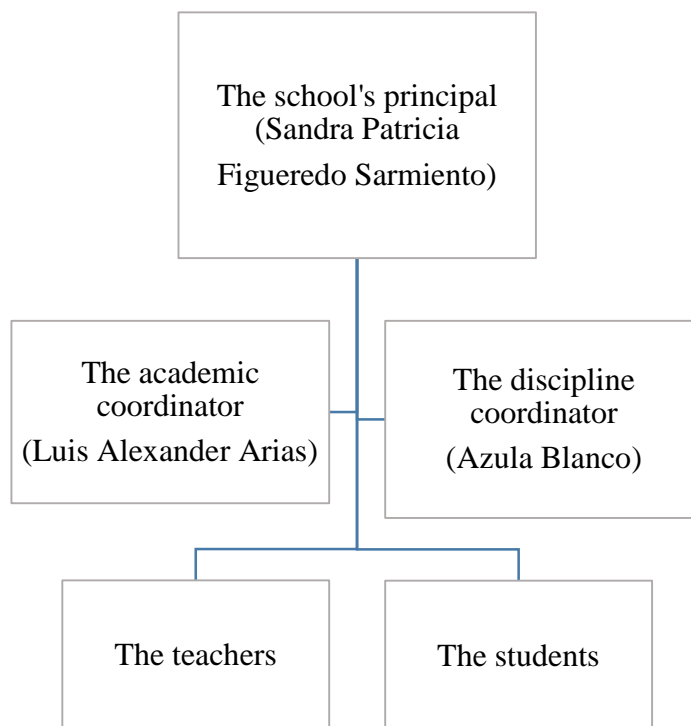 The school's principal
(Sandra Patricia
Figueredo Sarmiento)
The academic
coordinator
(Luis Alexander Arias)
The discipline
coordinator
(Azula Blanco)
The teachers
The students